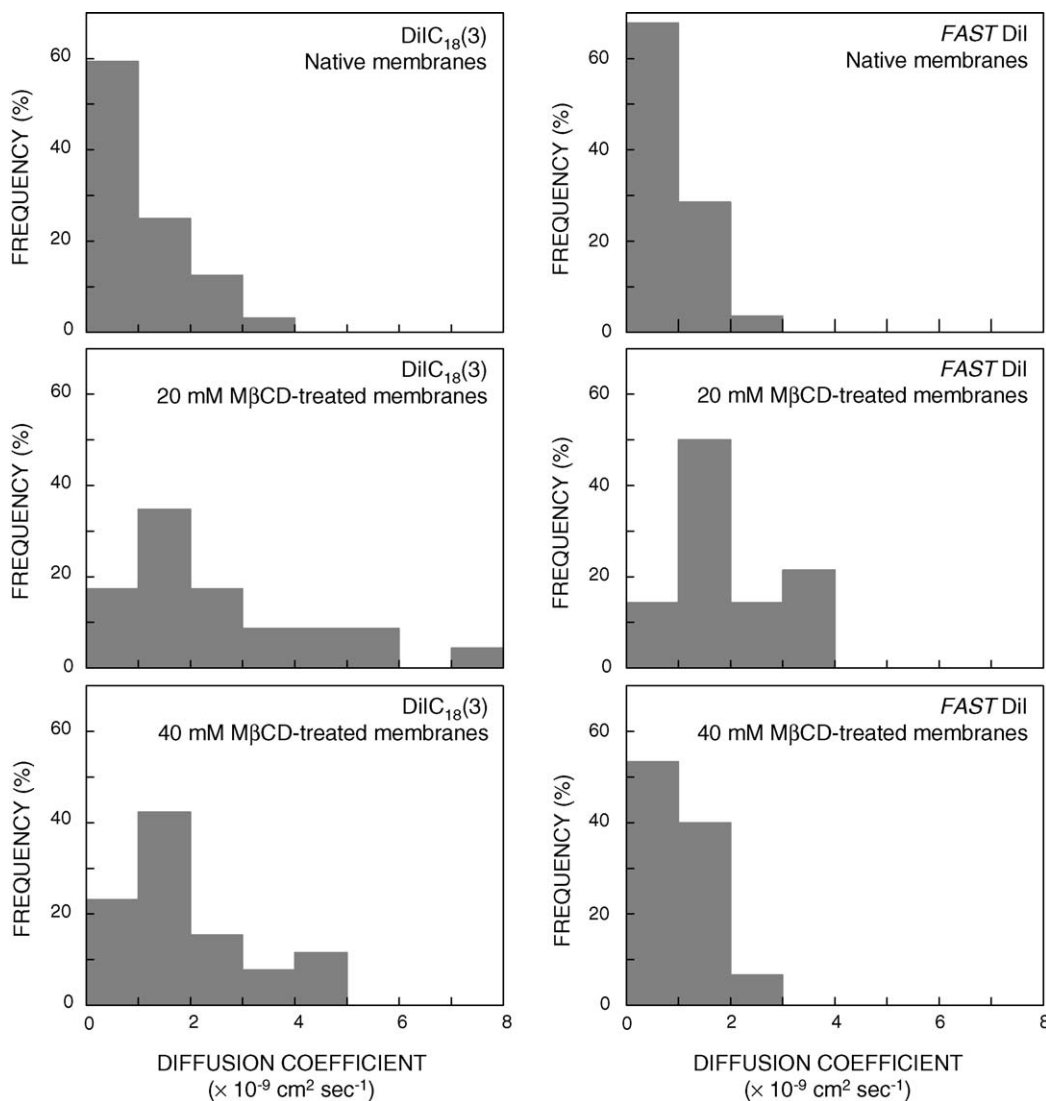 DiIC18(3)
Native membranes
FREQUENCY (%)
60
40
20
0
FAST DiI
Native membranes
FREQUENCY (%)
60
40
20
0
DiIC18(3)
20 mM MβCD-treated membranes
FREQUENCY (%)
60
40
20
0
FAST DiI
20 mM MβCD-treated membranes
FREQUENCY (%)
60
40
20
0
DiIC18(3)
40 mM MβCD-treated membranes
FREQUENCY (%)
60
40
20
0
0 2 4 6 8
DIFFUSION COEFFICIENT
(× 10-9 cm2 sec-1)
FAST DiI
40 mM MβCD-treated membranes
FREQUENCY (%)
60
40
20
0
0 2 4 6 8
DIFFUSION COEFFICIENT
(× 10-9 cm2 sec-1)